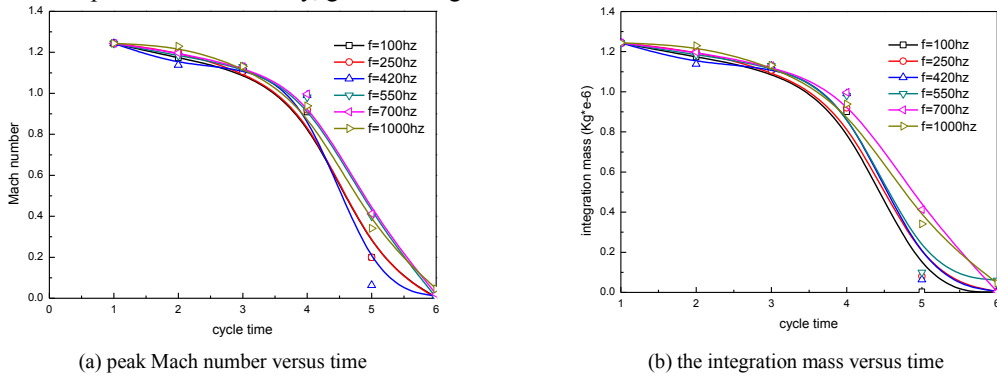 1.4
1.2
1.0
0.8
0.6
0.4
0.2
0.0
Mach number
f=100hz
f=250hz
f=420hz
f=550hz
f=700hz
f=1000hz
0 1 2 3 4 5 6
cycle time
(a) peak Mach number versus time
1.4
1.2
1.0
0.8
0.6
0.4
0.2
0.0
integration mass (Kg*e-6)
f=100hz
f=250hz
f=420hz
f=550hz
f=700hz
f=1000hz
1 2 3 4 5 6
cycle time
(b) the integration mass versus time